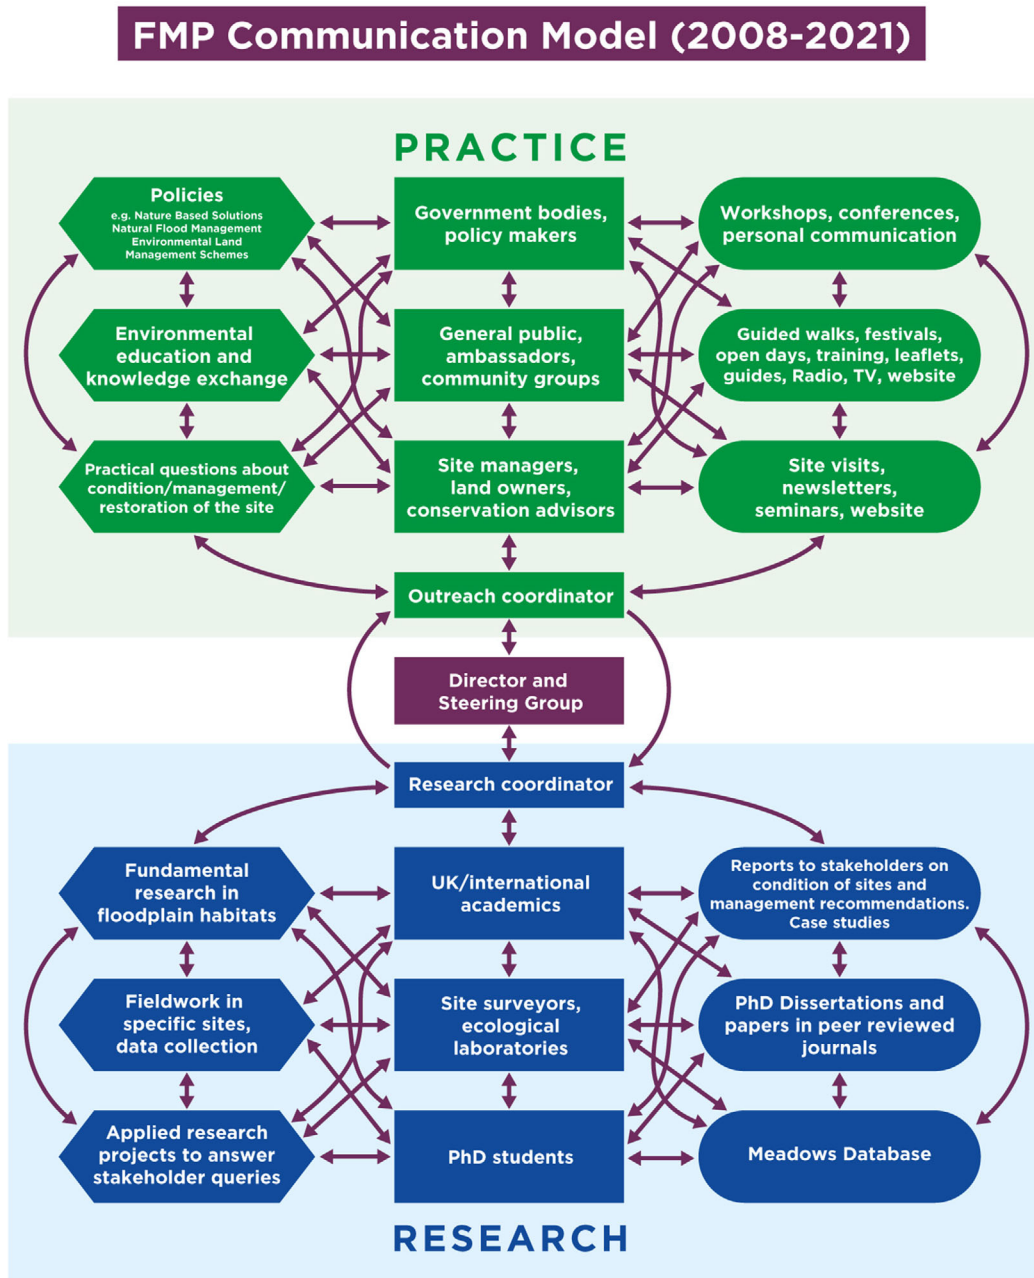 FMP Communication Model (2008-2021)
PRACTICE
Policies
e.g. Nature Based Solutions
Natural Flood Management
Environmental Land
Management Schemes
Government bodies,
policy makers
Workshops, conferences,
personal communication
Environmental
education and
knowledge exchange
General public,
ambassadors,
community groups
Guided walks, festivals,
open days, training, leaflets,
guides, Radio, TV, website
Practical questions about
condition/management/
restoration of the site
Site managers,
land owners,
conservation advisors
Site visits,
newsletters,
seminars, website
Outreach coordinator
Director and
Steering Group
Research coordinator
Fundamental
research in
floodplain habitats
UK/international
academics
Reports to stakeholders on
condition of sites and
management recommendations.
Case studies
Fieldwork in
specific sites,
data collection
Site surveyors,
ecological
laboratories
PhD Dissertations and
papers in peer reviewed
journals
Applied research
projects to answer
stakeholder queries
PhD students
Meadows Database
RESEARCH